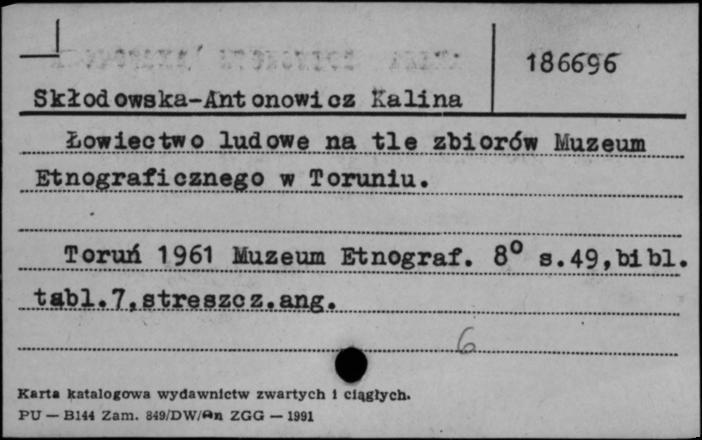 186696
Skłodowska-Antonowicz Kalina
Łowiectwo ludowe na tle zbiorów Muzeum
Etnograficznego w Toruniu.
Toruń 1961 Muzeum Etnograf. 8° s.49,bibl.
tabl.7,streszcz.ang.
6
Karta katalogowa wydawnictw zwartych i ciągłych.
PU — B144 Zam. 849/DW/An ZGG — 1991